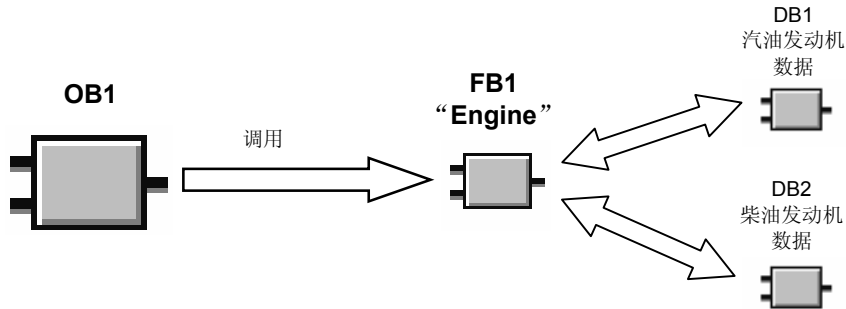 OB1
调用
FB1
“Engine”
DB1
汽油发动机
数据
DB2
柴油发动机
数据